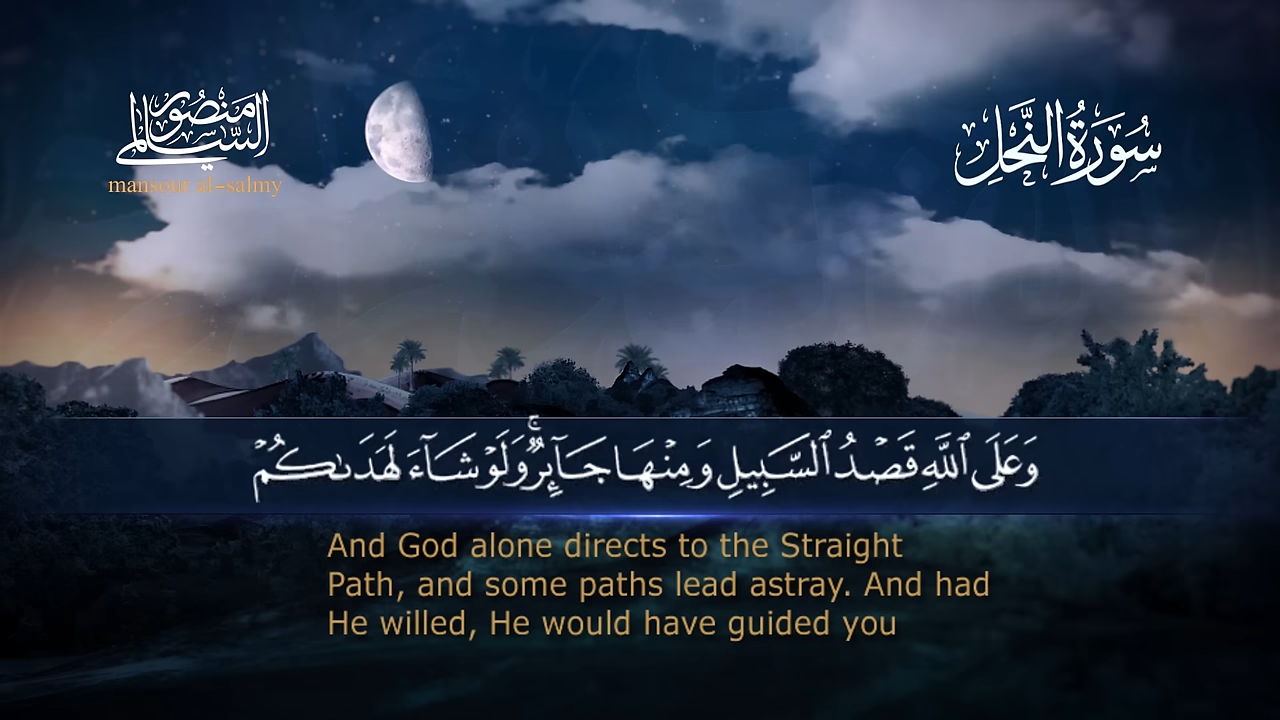 منصور السالمي
mansour al-salmy
سُورَةُ النَّحْلِ
وَعَلَى ٱللَّهِ قَصْدُ ٱلسَّبِيلِ وَمِنْهَا جَآئِرٌ ۚ وَلَوْ شَآءَ لَهَدَىٰكُمْ
And God alone directs to the Straight
Path, and some paths lead astray. And had
He willed, He would have guided you